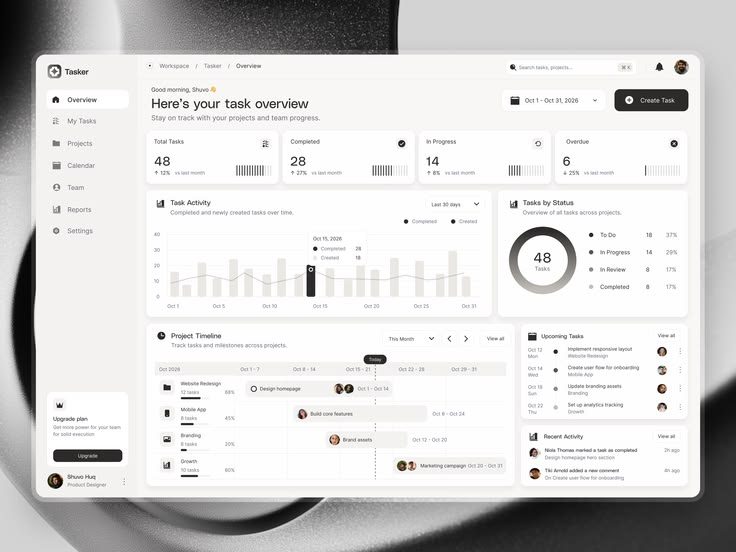 Tasker
Workspace / Tasker / Overview
Search tasks, projects...
⌘ K
Overview
My Tasks
Projects
Calendar
Team
Reports
Settings
Upgrade plan
Get more power for your team
for solid execution
Upgrade
Shuvo Huq
Product Designer
Good morning, Shuvo 👋
Here's your task overview
Stay on track with your projects and team progress.
Oct 1 - Oct 31, 2026
Create Task
Total Tasks
48
↑ 12% vs last month
Completed
28
↑ 27% vs last month
In Progress
14
↑ 8% vs last month
Overdue
6
↓ 25% vs last month
Task Activity
Completed and newly created tasks over time.
Last 30 days
Completed
Created
40
30
20
10
0
Oct 15, 2026
Completed 28
Created 18
Oct 1
Oct 5
Oct 10
Oct 15
Oct 20
Oct 25
Oct 31
Tasks by Status
Overview of all tasks across projects.
48
Tasks
To Do 18 37%
In Progress 14 29%
In Review 8 17%
Completed 8 17%
Project Timeline
Track tasks and milestones across projects.
This Month
View all
Today
Oct 2026
Oct 1 - 7
Oct 8 - 14
Oct 15 - 21
Oct 22 - 28
Oct 29 - 31
Website Redesign
12 tasks 68%
Design homepage Oct 1 - Oct 14
Mobile App
8 tasks 45%
Build core features Oct 8 - Oct 24
Branding
8 tasks 20%
Brand assets Oct 12 - Oct 20
Growth
10 tasks 60%
Marketing campaign Oct 20 - Oct 31
Upcoming Tasks
View all
Oct 12
Mon
Implement responsive layout
Website Redesign
Oct 14
Wed
Create user flow for onboarding
Mobile App
Oct 18
Sun
Update branding assets
Branding
Oct 22
Thu
Set up analytics tracking
Growth
Recent Activity
View all
Niola Thomas marked a task as completed 2h ago
Design homepage hero section
Tiki Arnold added a new comment 4h ago
On Create user flow for onboarding